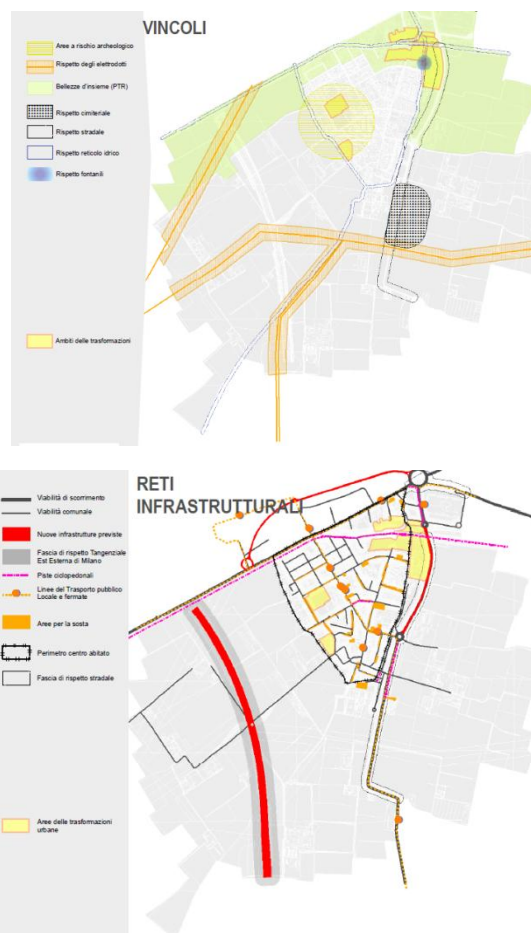 VINCOLI
Aree a rischio archeologico
Rispetto degli elettrodotti
Bellezze d'insieme (PTR)
Rispetto cimiteriale
Rispetto stradale
Rispetto reticolo idrico
Rispetto fontanili
Ambiti delle trasformazioni
RETI
INFRASTRUTTURALI
Viabilità di scorrimento
Viabilità comunale
Nuove infrastrutture previste
Fascia di rispetto Tangenziale
Est Esterna di Milano
Piste ciclopedonali
Linee del Trasporto pubblico
Locale e fermate
Aree per la sosta
Perimetro centro abitato
Fascia di rispetto stradale
Aree delle trasformazioni
urbane